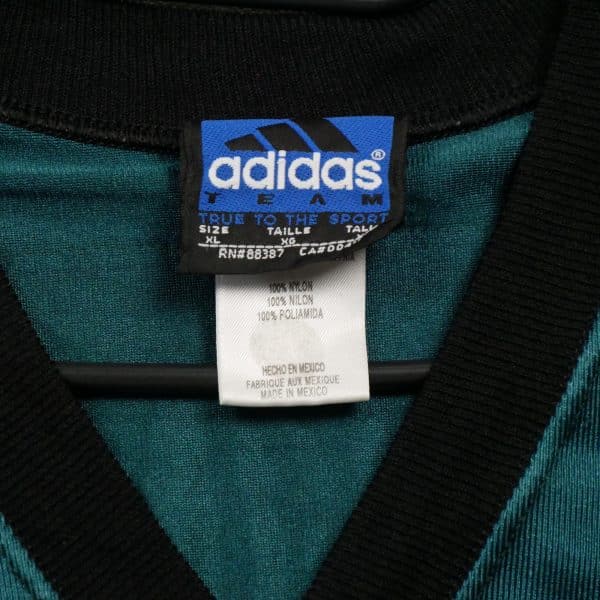 adidas®
TEAM
TRUE TO THE SPORT
SIZE TAILLE
XL XG
RN#88387
100% NYLON
100% NILON
100% POLIAMIDA
HECHO EN MEXICO
FABRIQUE AUX MEXIQUE
MADE IN MEXICO